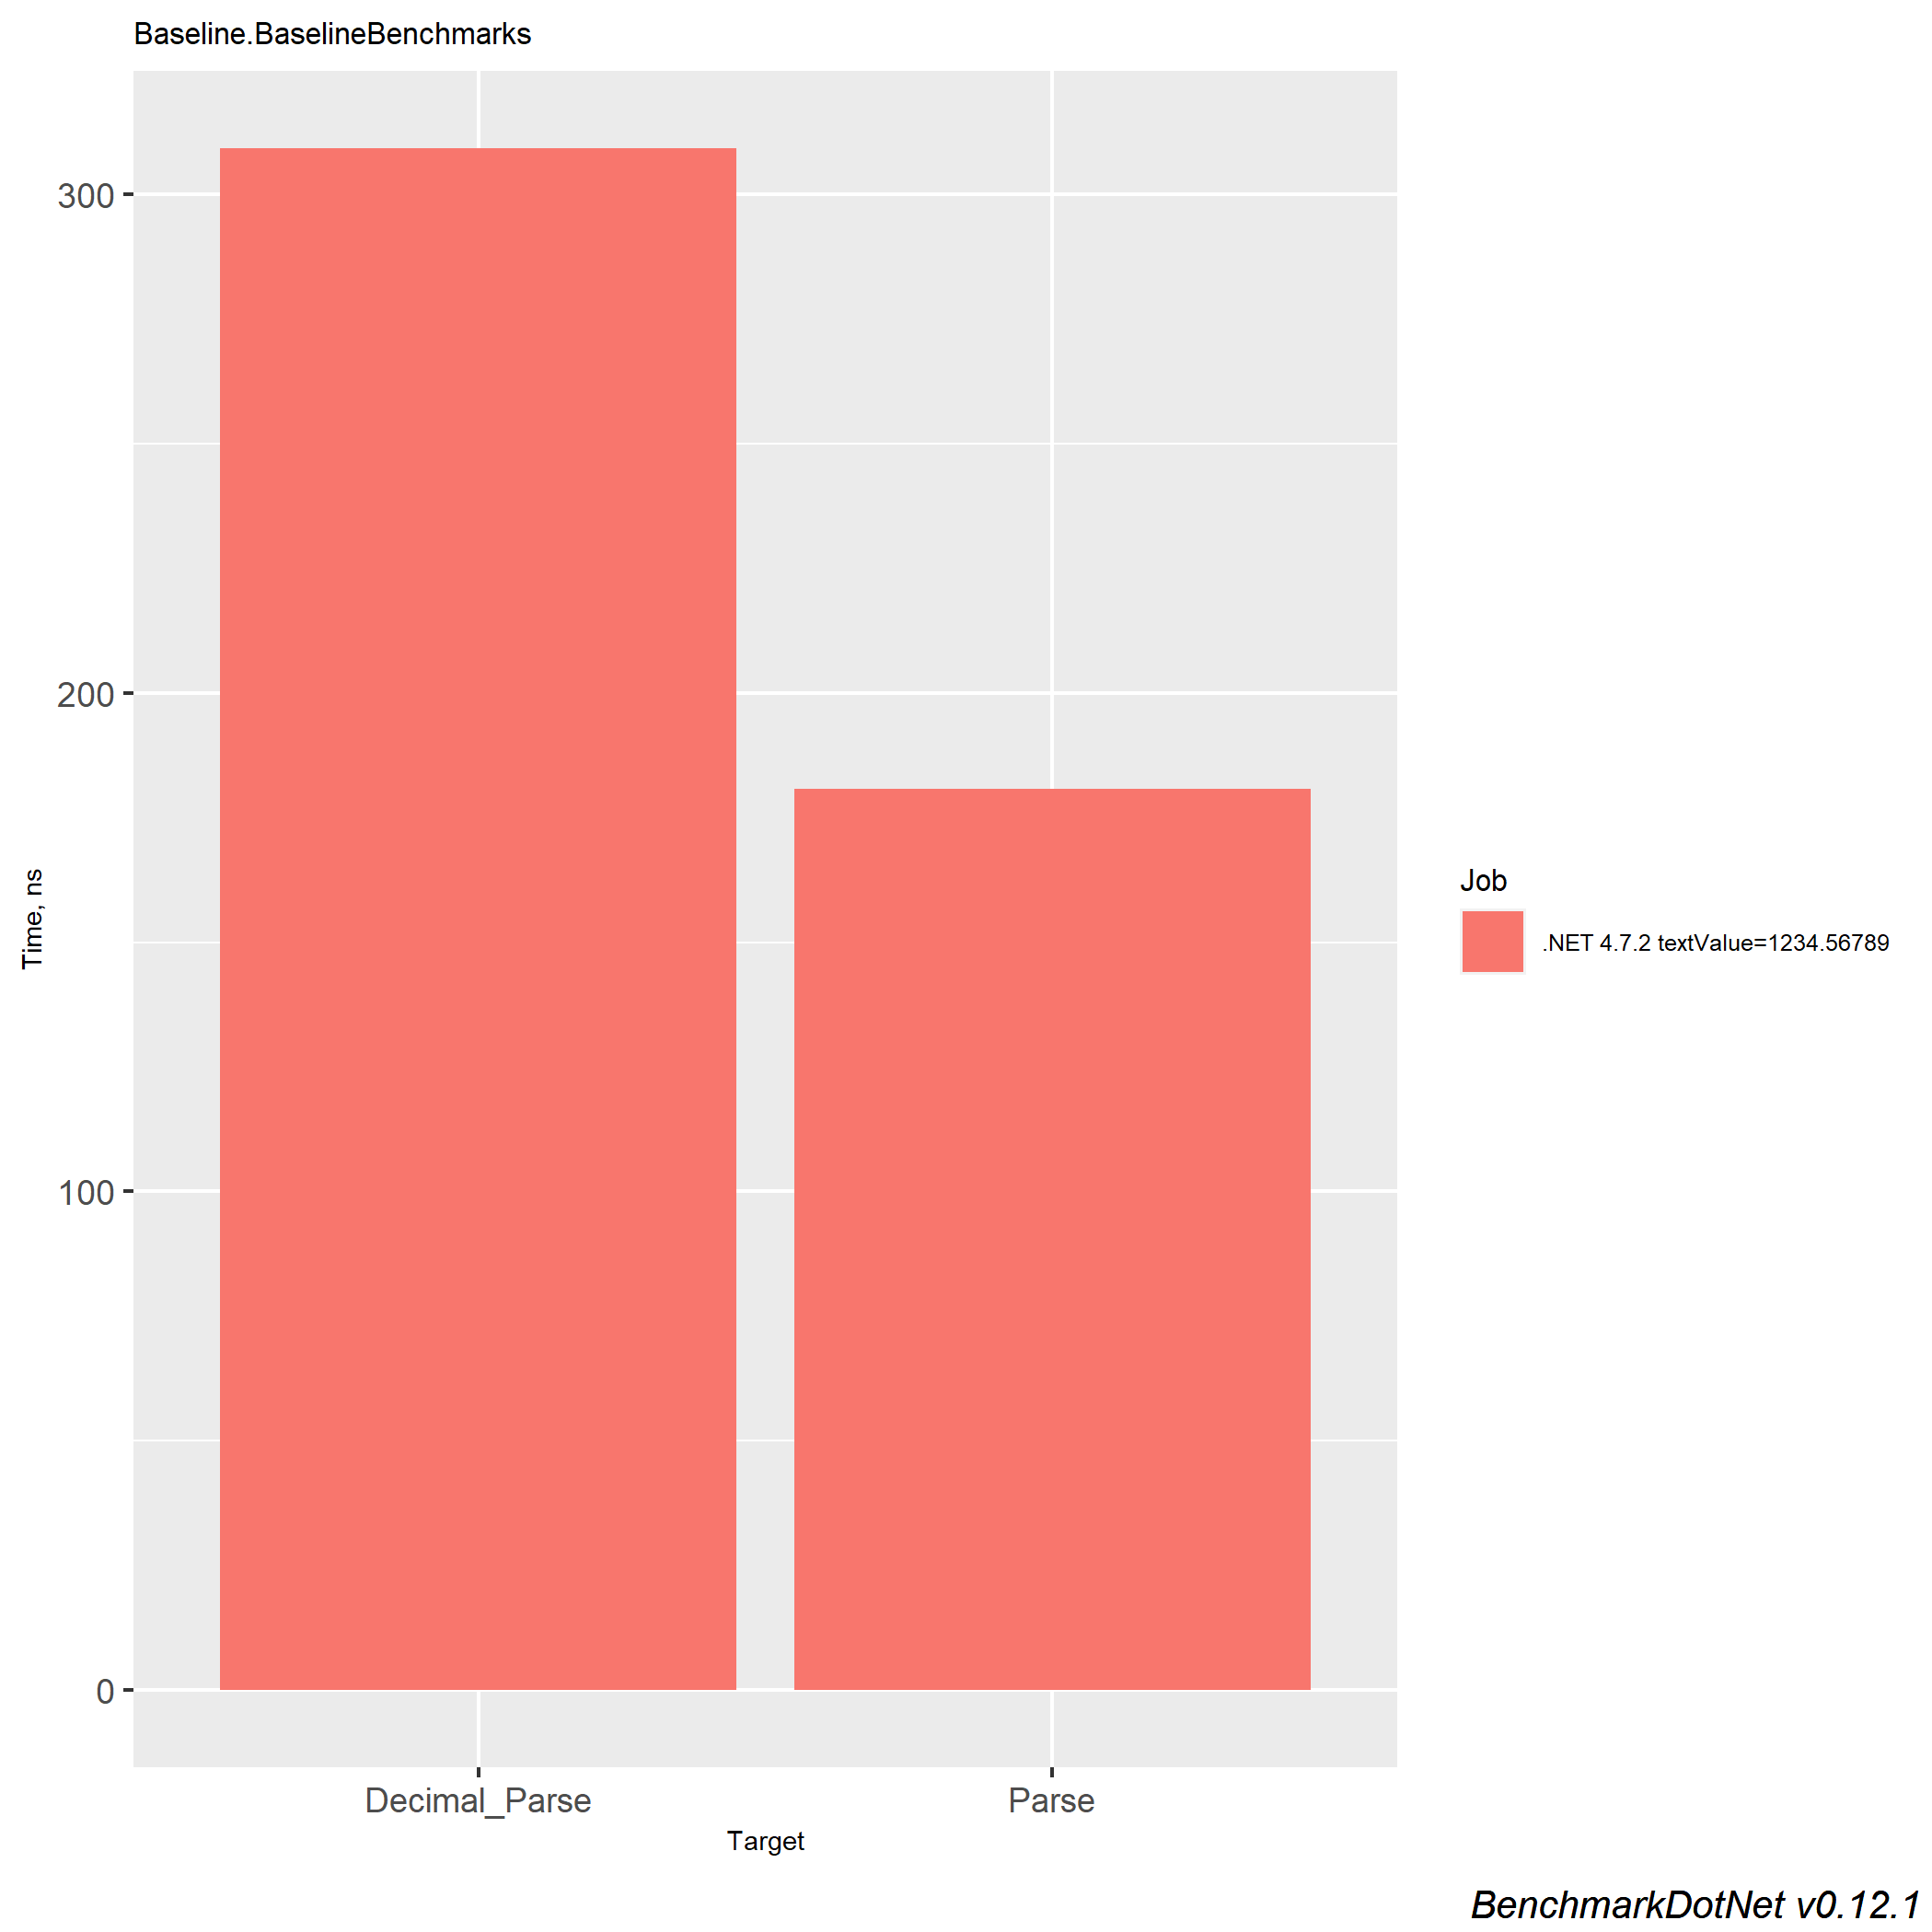 Baseline.BaselineBenchmarks
300
200
100
0
Time, ns
Decimal_Parse
Parse
Target
Job
.NET 4.7.2 textValue=1234.56789
BenchmarkDotNet v0.12.1